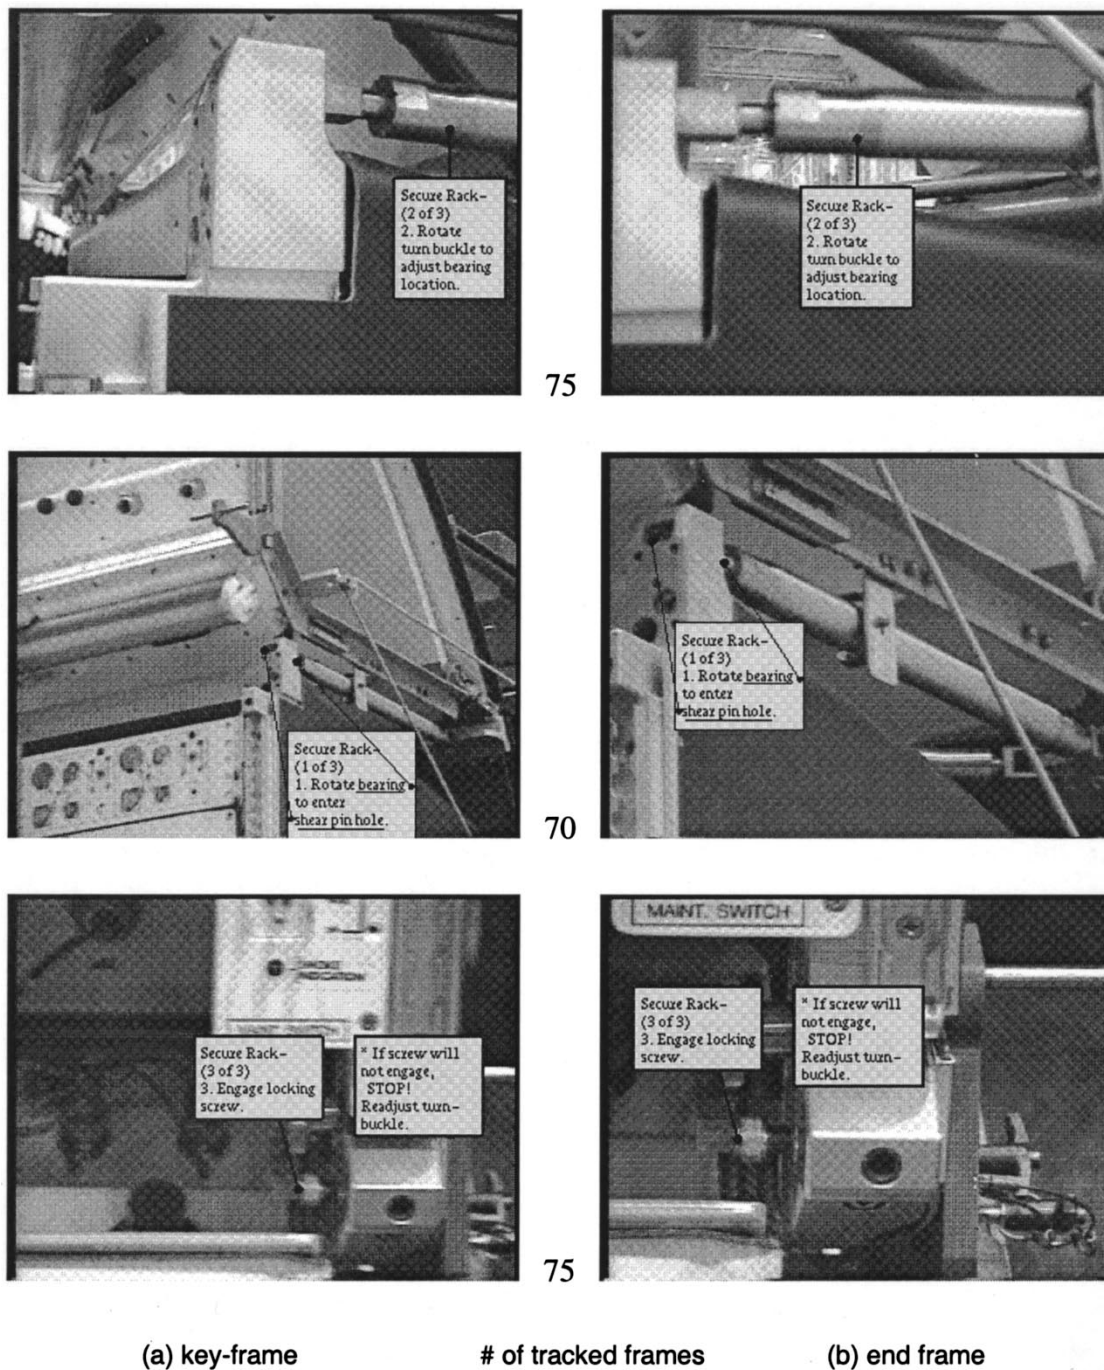 Secure Rack–
(2 of 3)
2. Rotate
turn buckle to
adjust bearing
location.
75
Secure Rack–
(2 of 3)
2. Rotate
turn buckle to
adjust bearing
location.
Secure Rack–
(1 of 3)
1. Rotate bearing
to enter
shear pin hole.
70
Secure Rack–
(1 of 3)
1. Rotate bearing
to enter
shear pin hole.
Secure Rack–
(3 of 3)
3. Engage locking
screw.
* If screw will
not engage,
STOP!
Readjust turn–
buckle.
75
MAINT. SWITCH
Secure Rack–
(3 of 3)
3. Engage locking
screw.
* If screw will
not engage,
STOP!
Readjust turn–
buckle.
(a) key-frame
# of tracked frames
(b) end frame